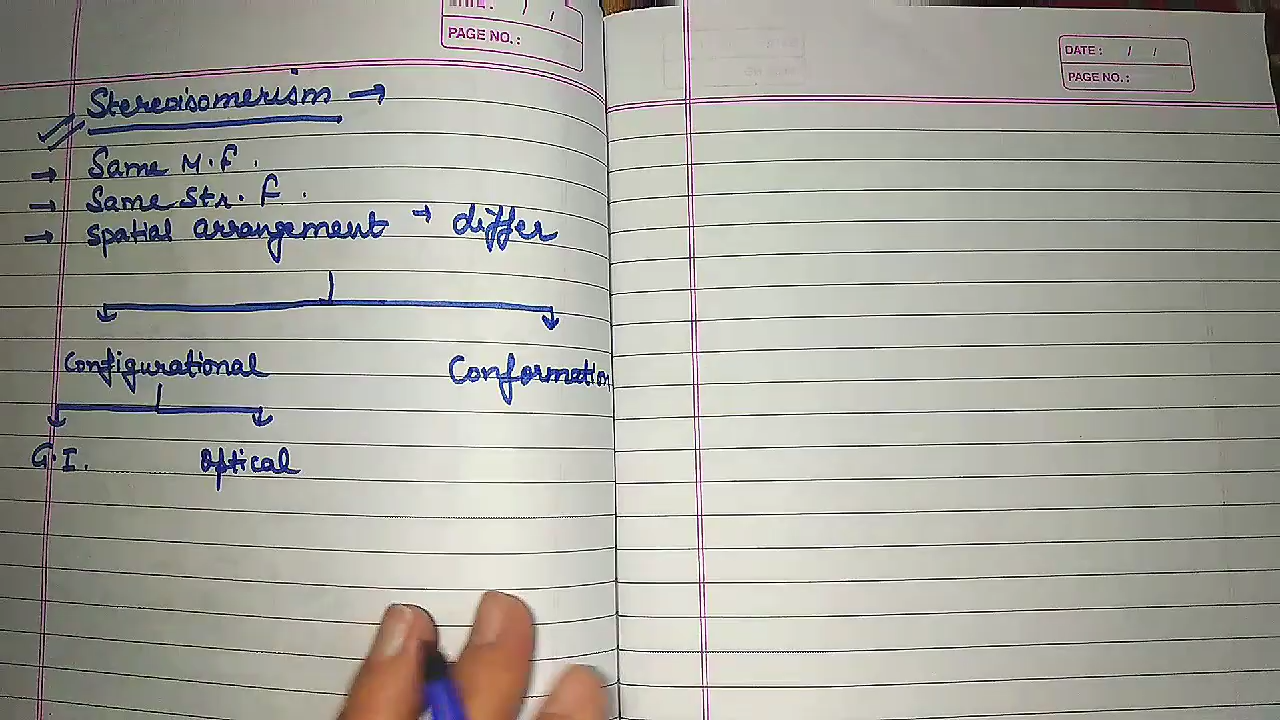 PAGE NO.:
DATE: / /
PAGE NO.:
Stereoisomerism →
→ Same M.F.
→ Same Str. F.
→ Spatial arrangement → differ
Configurational Conformation
G.I. Optical